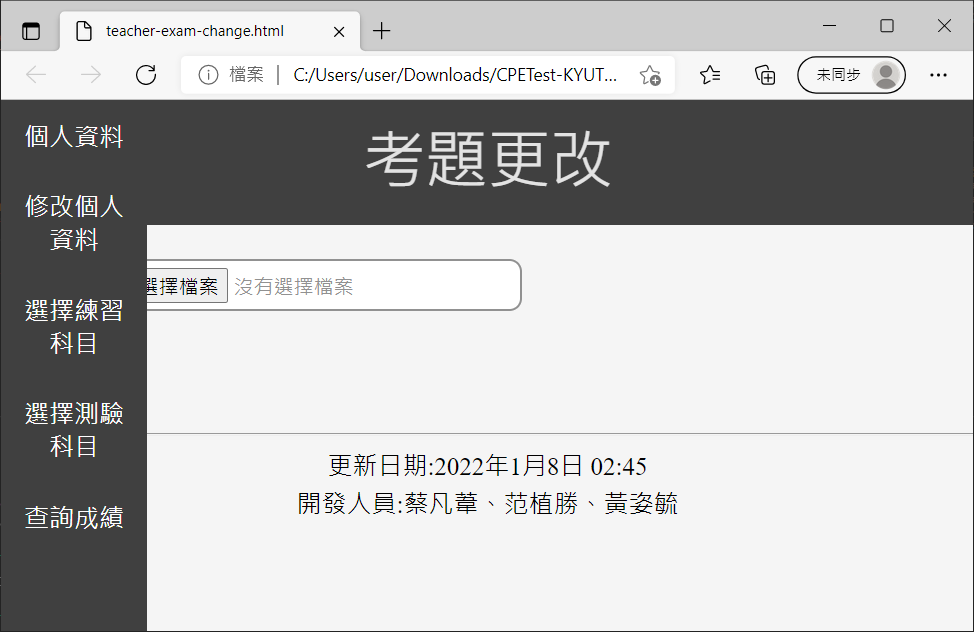 teacher-exam-change.html
檔案
C:/Users/user/Downloads/CPETest-KYUT...
未同步
考題更改
個人資料
修改個人
資料
選擇練習
科目
選擇測驗
科目
查詢成績
選擇檔案 沒有選擇檔案
更新日期:2022年1月8日 02:45
開發人員:蔡凡葦、范植勝、黃姿毓